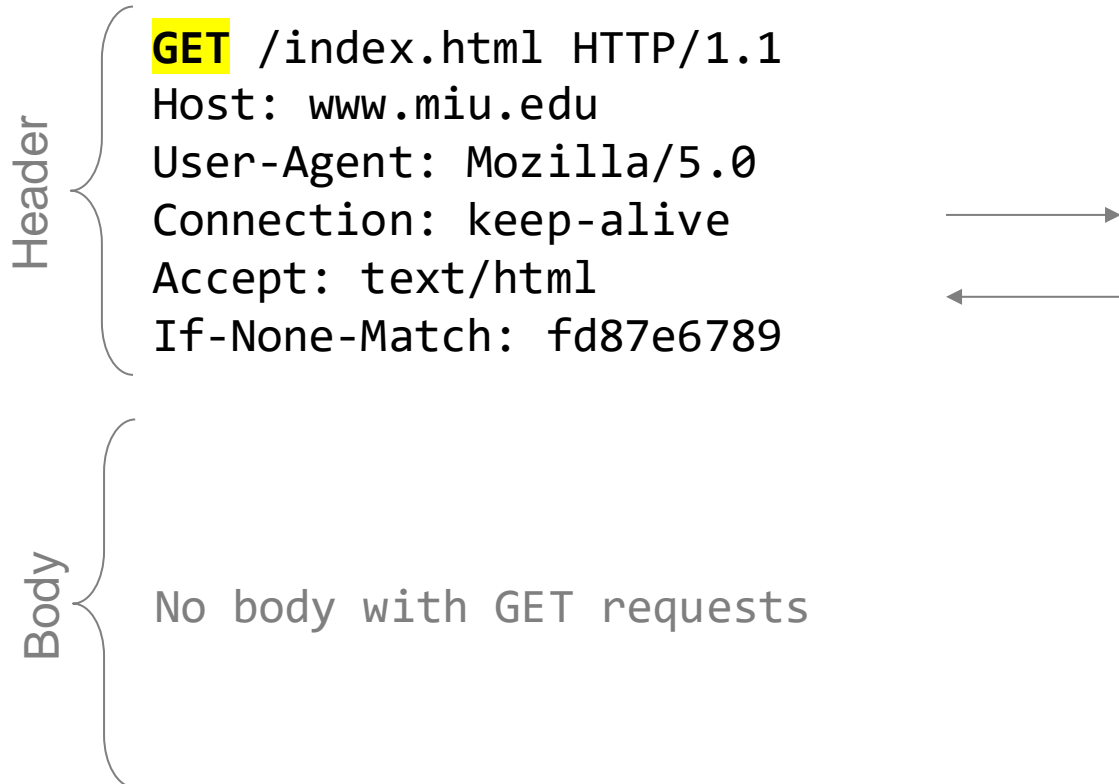 Header
GET /index.html HTTP/1.1
Host: www.miu.edu
User-Agent: Mozilla/5.0
Connection: keep-alive
Accept: text/html
If-None-Match: fd87e6789
Body
No body with GET requests